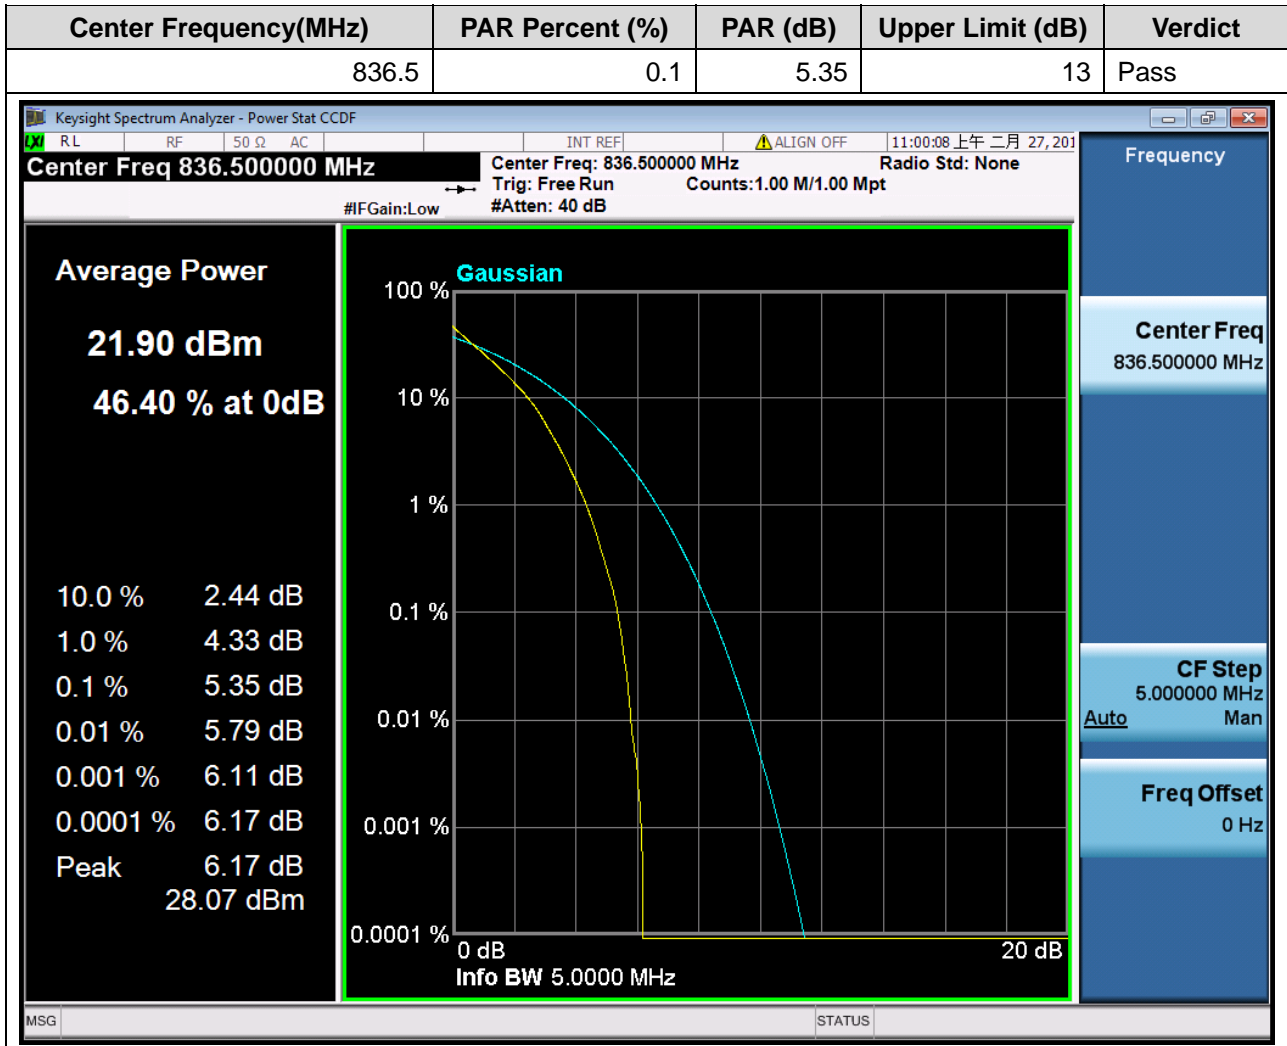 Center Frequency(MHz) PAR Percent (%) PAR (dB) Upper Limit (dB) Verdict
836.5 0.1 5.35 13 Pass
Keysight Spectrum Analyzer - Power Stat CCDF
LXI RL RF 50 Ω AC INT REF ALIGN OFF 11:00:08 上午 二月 27, 201
Center Freq 836.500000 MHz
Center Freq: 836.500000 MHz Radio Std: None
Trig: Free Run Counts:1.00 M/1.00 Mpt
#IFGain:Low #Atten: 40 dB
Frequency
Average Power
21.90 dBm
46.40 % at 0dB
10.0 % 2.44 dB
1.0 % 4.33 dB
0.1 % 5.35 dB
0.01 % 5.79 dB
0.001 % 6.11 dB
0.0001 % 6.17 dB
Peak 6.17 dB
28.07 dBm
Gaussian
100 %
10 %
1 %
0.1 %
0.01 %
0.001 %
0.0001 %
0 dB 20 dB
Info BW 5.0000 MHz
Center Freq
836.500000 MHz
CF Step
5.000000 MHz
Auto Man
Freq Offset
0 Hz
MSG STATUS